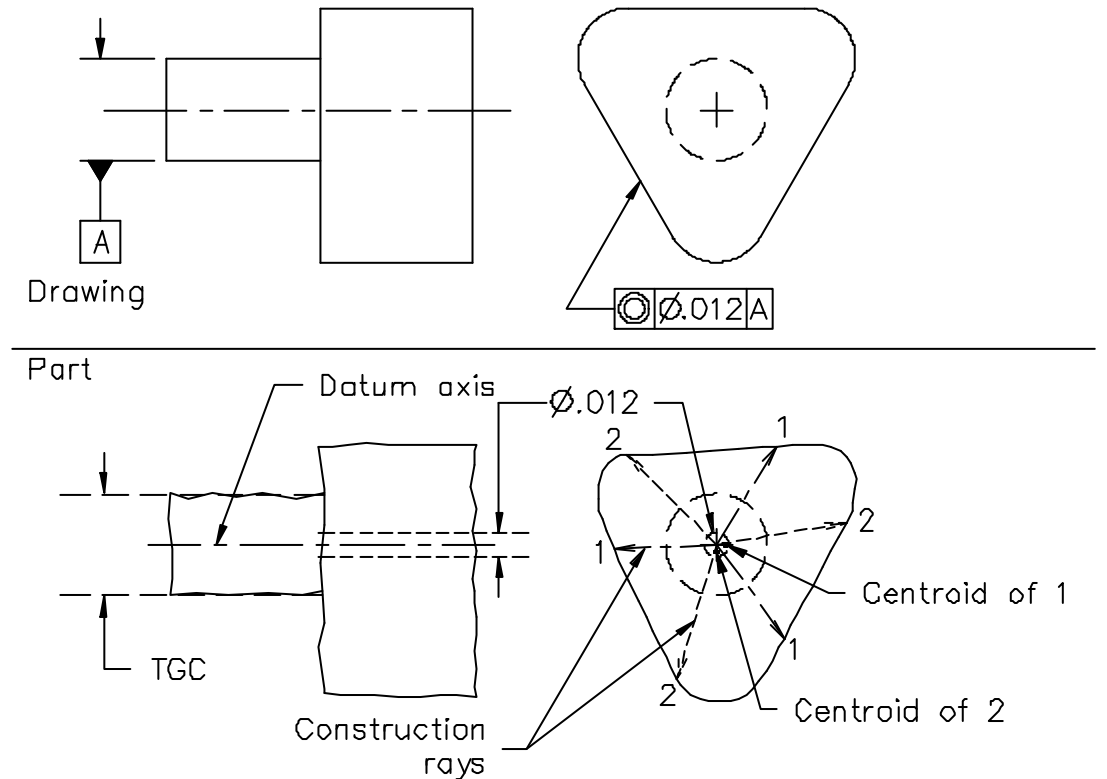 A
Drawing
⌾ Ø.012 A
Part
Datum axis
Ø.012
2
1
2
1
Centroid of 1
1
TGC
2
Centroid of 2
Construction
rays